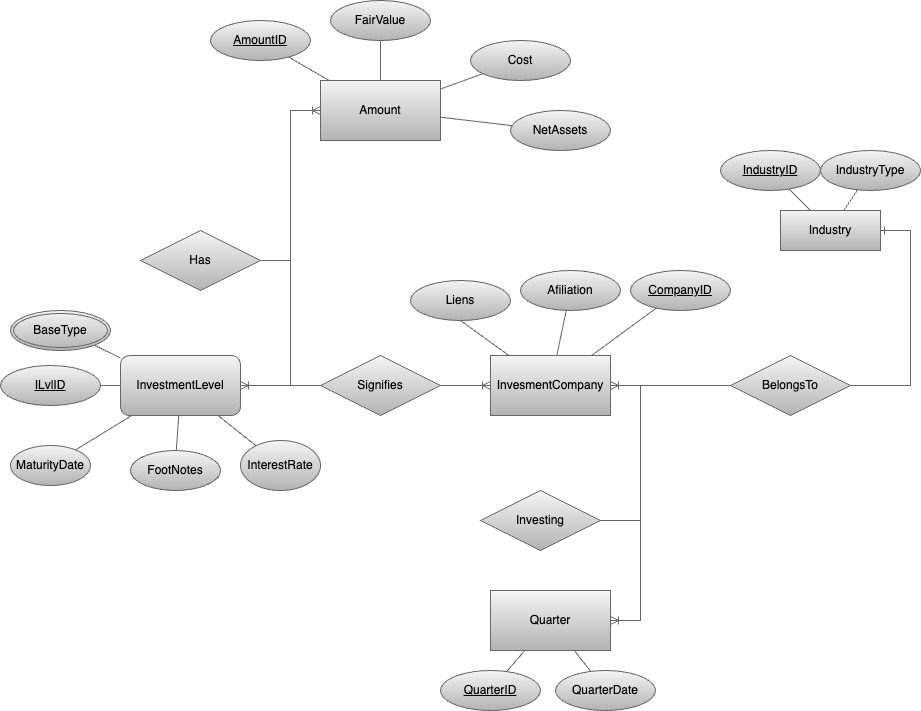 FairValue
AmountID
Cost
Amount
NetAssets
IndustryID
IndustryType
Industry
Has
Liens
Afiliation
CompanyID
BaseType
ILvlID
InvestmentLevel
Signifies
InvesmentCompany
BelongsTo
MaturityDate
FootNotes
InterestRate
Investing
Quarter
QuarterID
QuarterDate